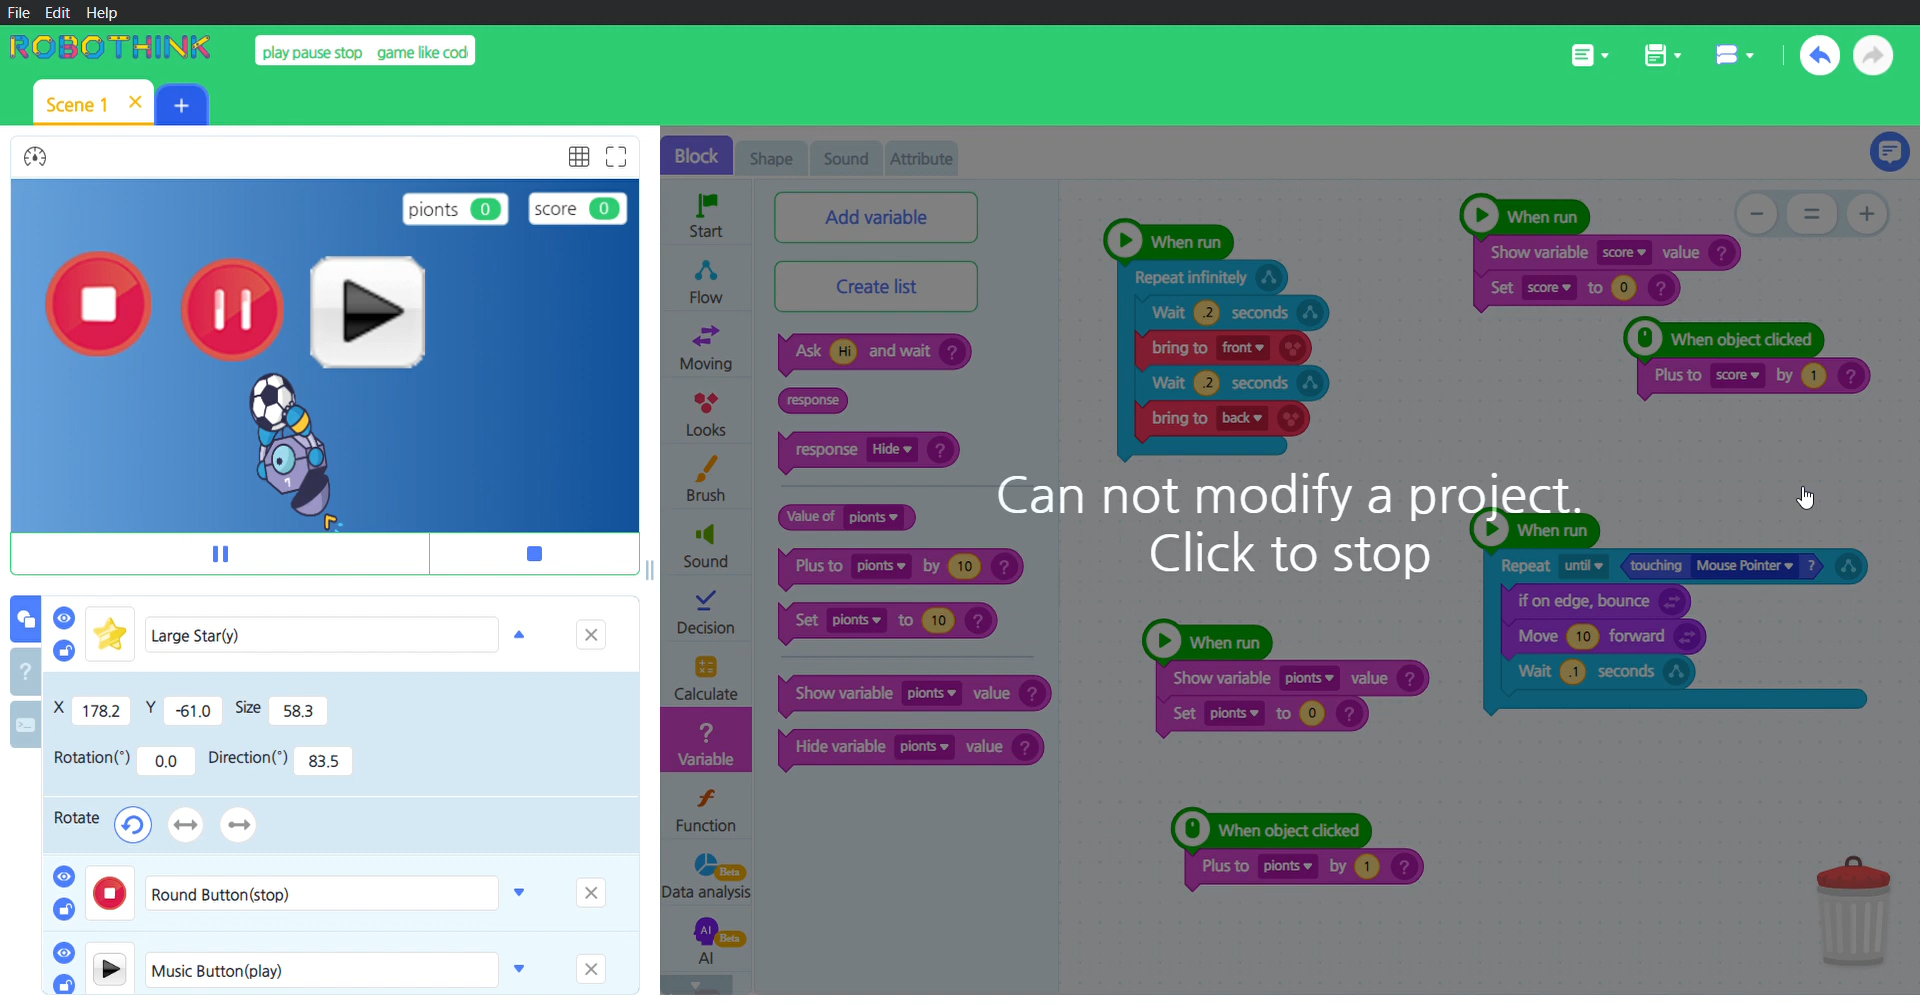 File Edit Help
ROBOTHINK
play pause stop game like cod
Scene 1
+
pionts 0
score 0
Large Star(y)
X 178.2 Y -61.0 Size 58.3
Rotation(°) 0.0 Direction(°) 83.5
Rotate
Round Button(stop)
Music Button(play)
Block Shape Sound Attribute
Start
Flow
Moving
Looks
Brush
Sound
Decision
Calculate
?
Variable
Function
Beta
Data analysis
AI Beta
AI
Add variable
Create list
Ask Hi and wait ?
response
response Hide ?
Value of pionts
Plus to pionts by 10 ?
Set pionts to 10 ?
Show variable pionts value ?
Hide variable pionts value ?
When run
Repeat infinitely
Wait .2 seconds
bring to front
Wait .2 seconds
bring to back
When run
Show variable score value ?
Set score to 0 ?
When object clicked
Plus to score by 1 ?
Can not modify a project.
Click to stop
When run
Repeat until touching Mouse Pointer ?
if on edge, bounce
Move 10 forward
Wait .1 seconds
When run
Show variable pionts value ?
Set pionts to 0 ?
When object clicked
Plus to pionts by 1 ?